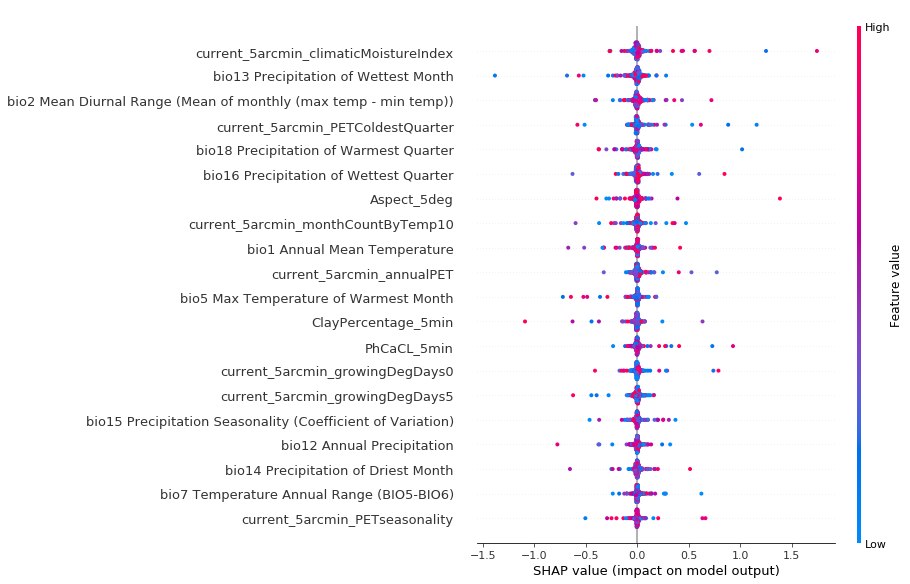 High
current_5arcmin_climaticMoistureIndex
bio13 Precipitation of Wettest Month
bio2 Mean Diurnal Range (Mean of monthly (max temp - min temp))
current_5arcmin_PETColdestQuarter
bio18 Precipitation of Warmest Quarter
bio16 Precipitation of Wettest Quarter
Aspect_5deg
current_5arcmin_monthCountByTemp10
bio1 Annual Mean Temperature
current_5arcmin_annualPET
bio5 Max Temperature of Warmest Month
ClayPercentage_5min
PhCaCL_5min
current_5arcmin_growingDegDays0
current_5arcmin_growingDegDays5
bio15 Precipitation Seasonality (Coefficient of Variation)
bio12 Annual Precipitation
bio14 Precipitation of Driest Month
bio7 Temperature Annual Range (BIO5-BIO6)
current_5arcmin_PETseasonality
Feature value
Low
−1.5 −1.0 −0.5 0.0 0.5 1.0 1.5
SHAP value (impact on model output)